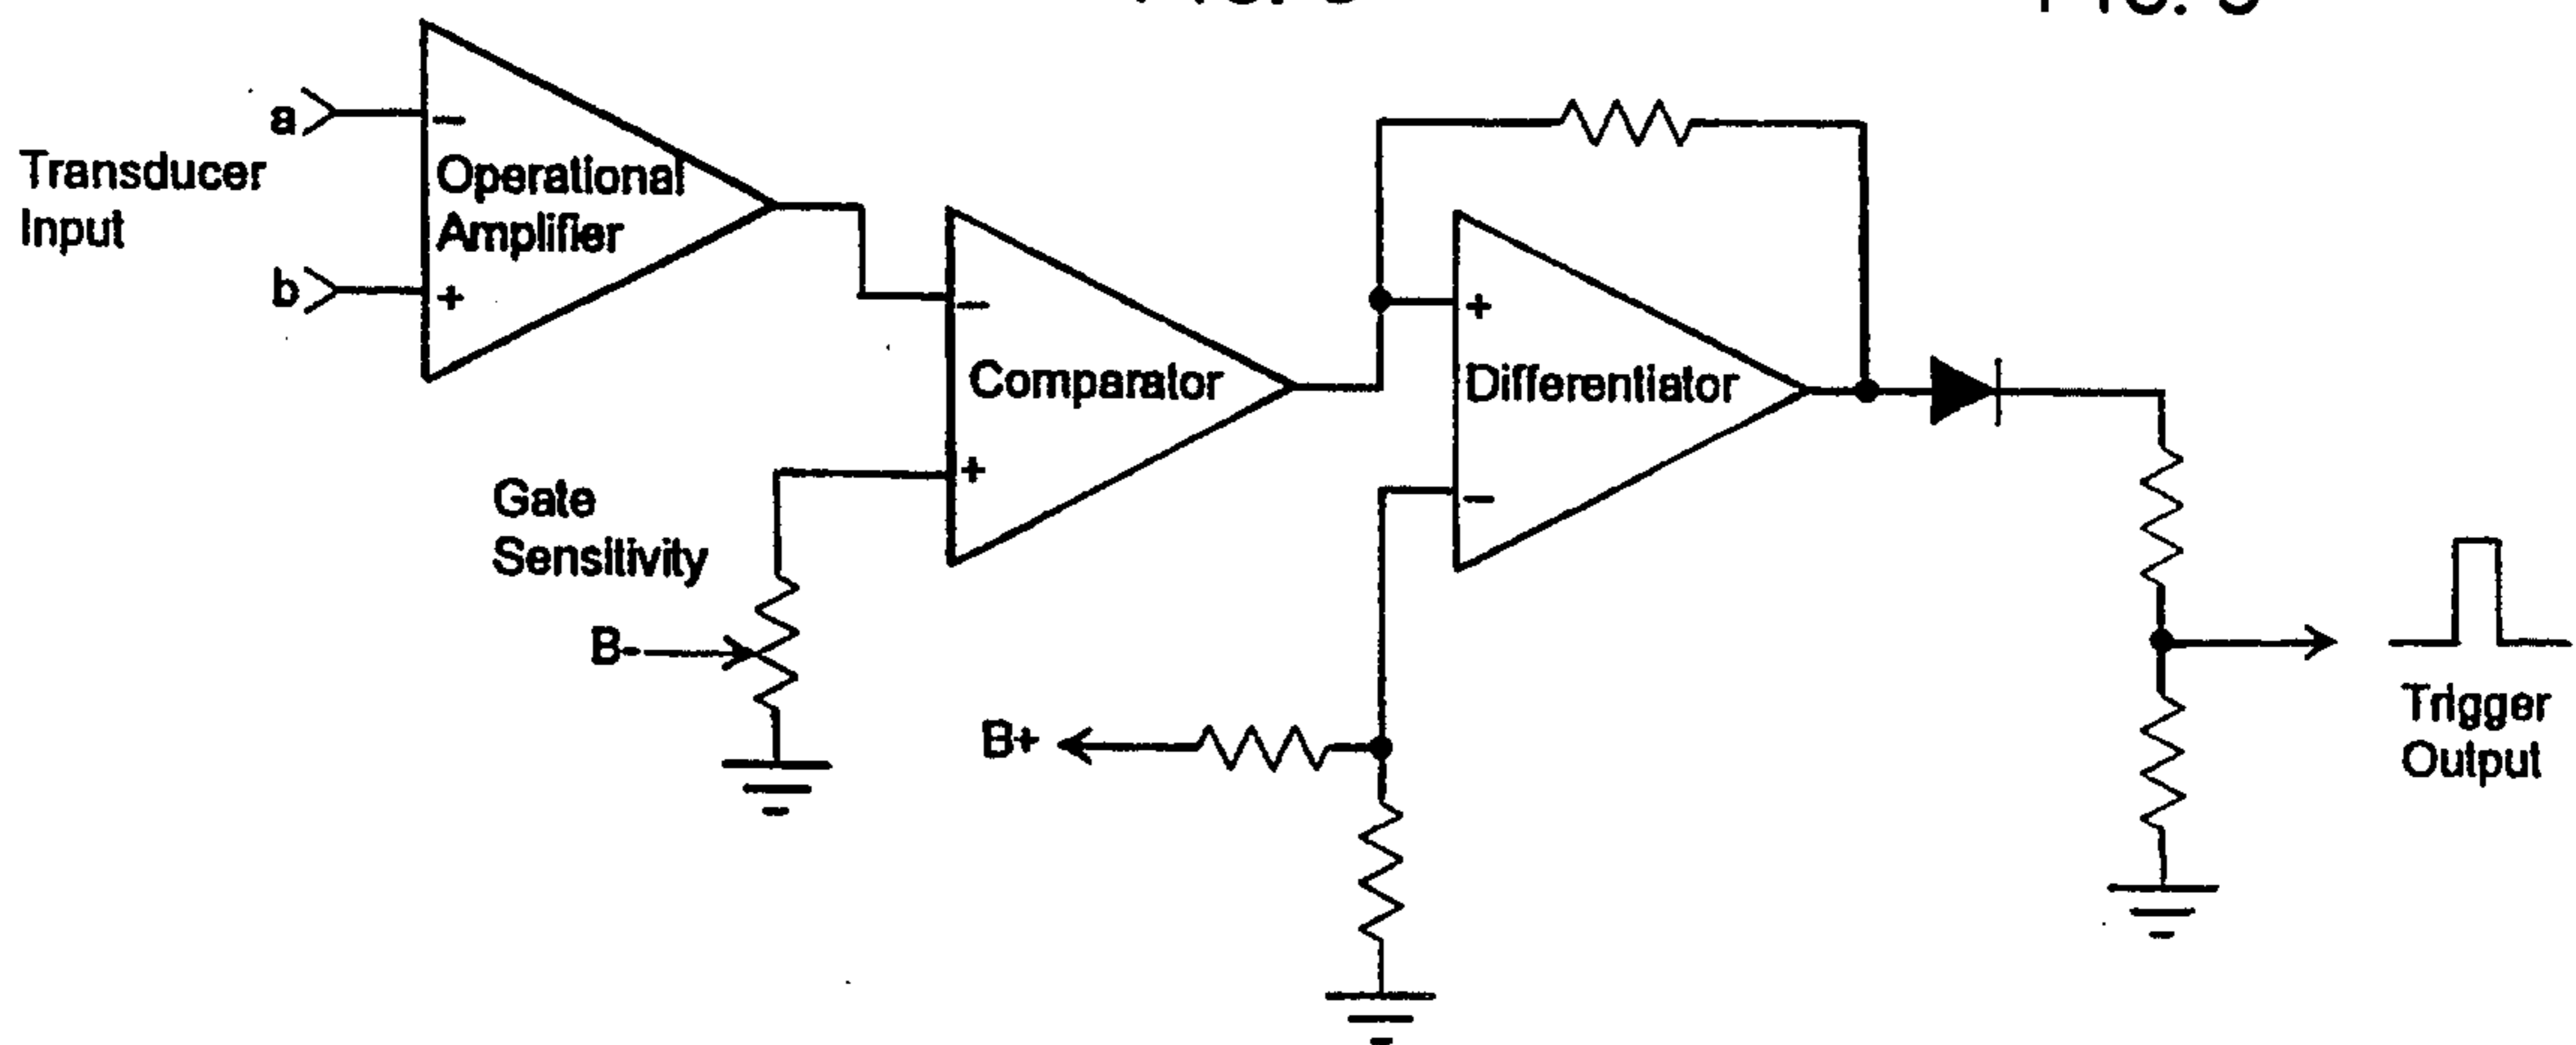 a
−
Transducer
Input
Operational
Amplifier
b
+
−
Comparator
+
Gate
Sensitivity
B-
+
Differentiator
−
B+
Trigger
Output